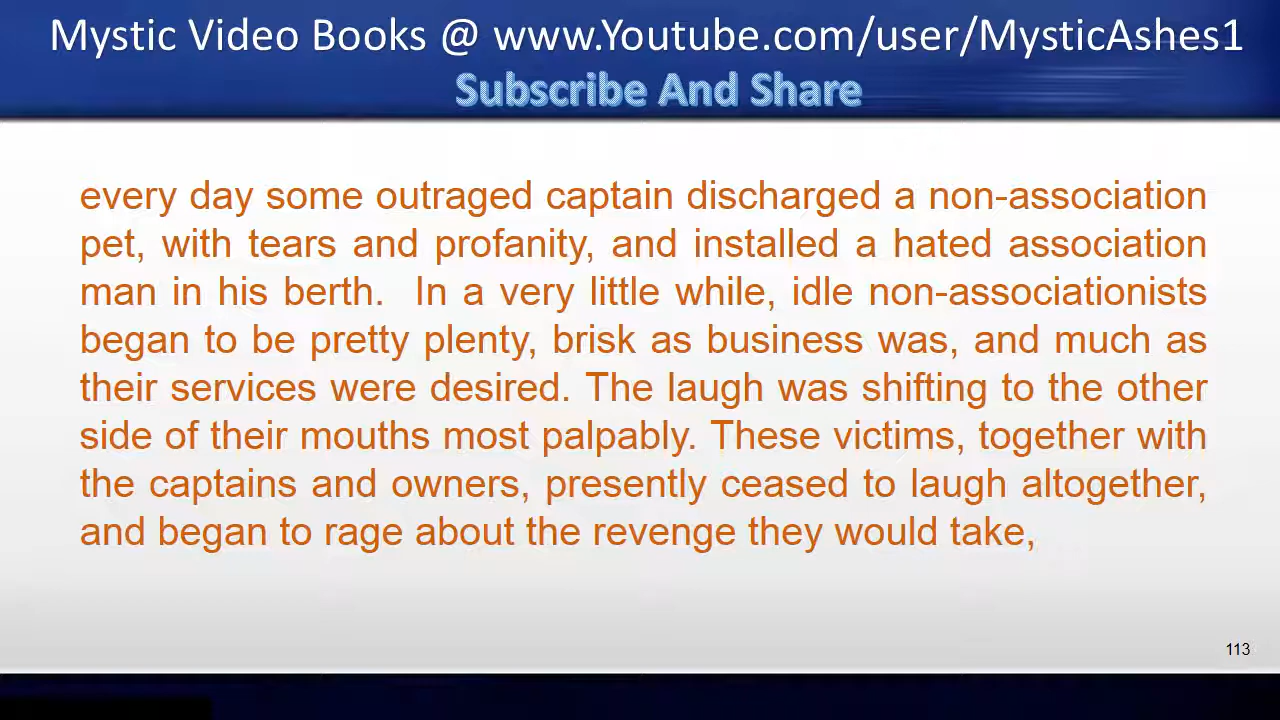 Mystic Video Books @ www.Youtube.com/user/MysticAshes1
Subscribe And Share
every day some outraged captain discharged a non-association
pet, with tears and profanity, and installed a hated association
man in his berth.  In a very little while, idle non-associationists
began to be pretty plenty, brisk as business was, and much as
their services were desired. The laugh was shifting to the other
side of their mouths most palpably. These victims, together with
the captains and owners, presently ceased to laugh altogether,
and began to rage about the revenge they would take,
113